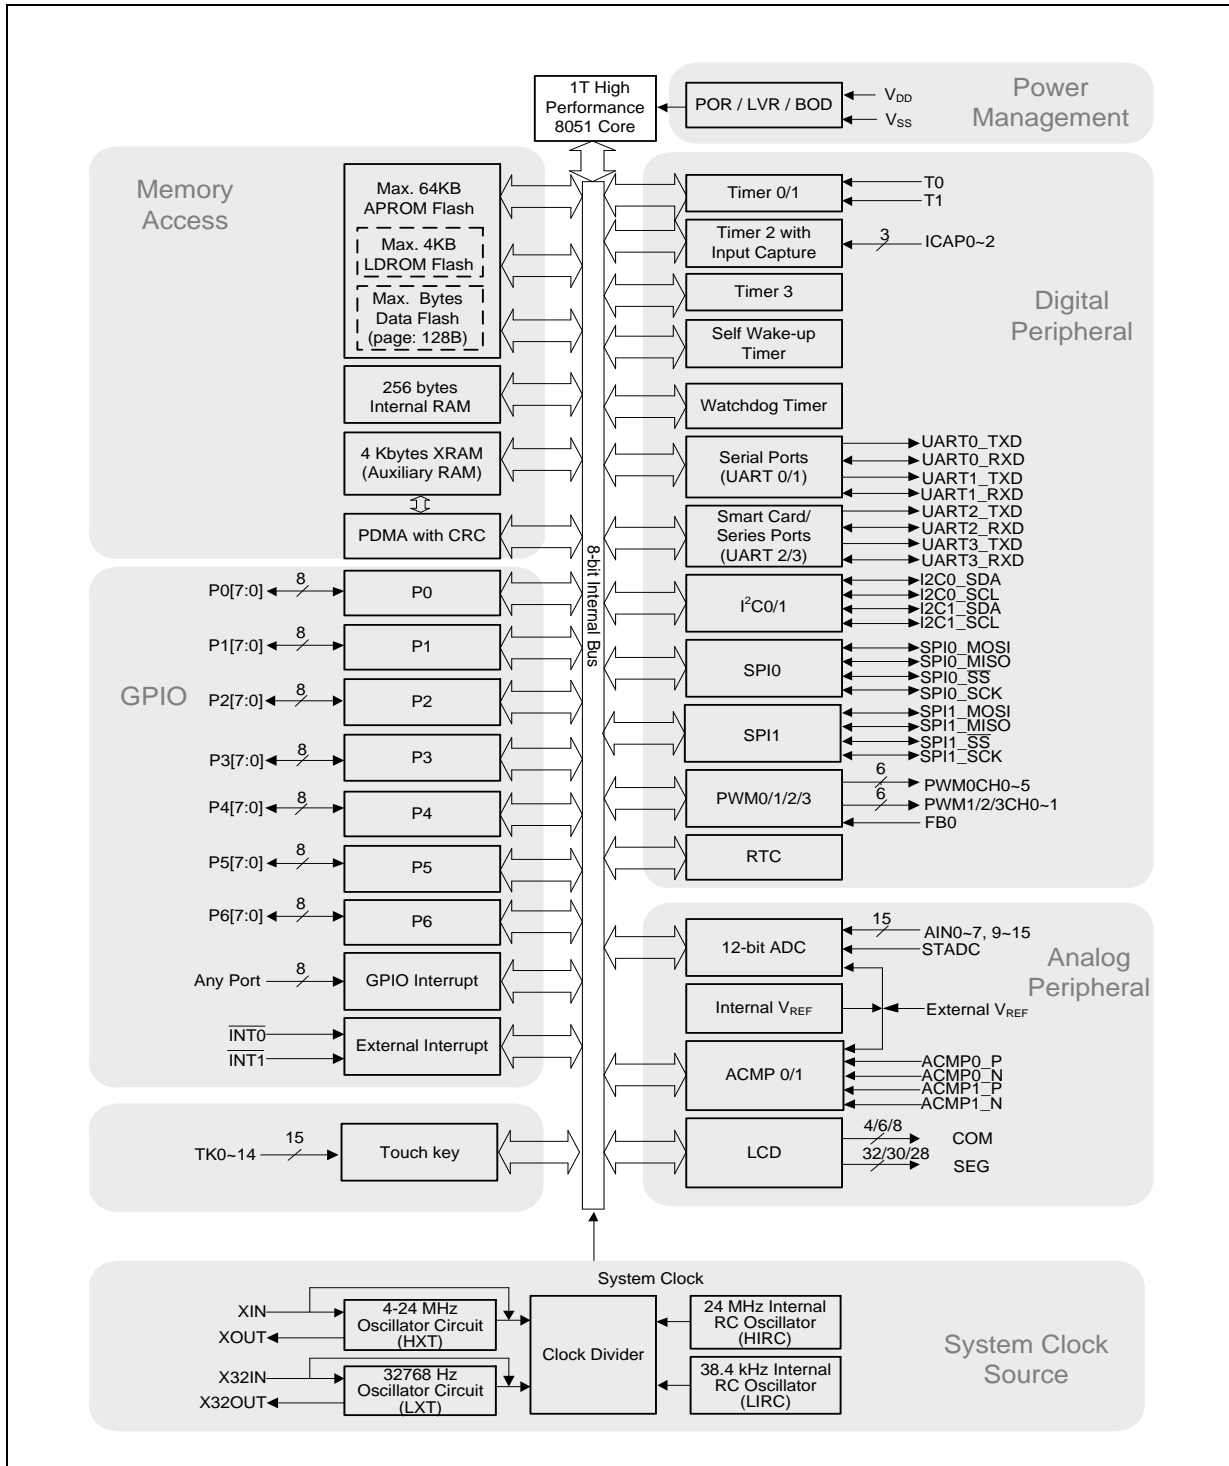 1T High
Performance
8051 Core
POR / LVR / BOD
VDD
VSS
Power
Management
Memory
Access
Max. 64KB
APROM Flash
Max. 4KB
LDROM Flash
Max. Bytes
Data Flash
(page: 128B)
256 bytes
Internal RAM
4 Kbytes XRAM
(Auxiliary RAM)
PDMA with CRC
GPIO
P0[7:0]
8
P0
P1[7:0]
8
P1
P2[7:0]
8
P2
P3[7:0]
8
P3
P4[7:0]
8
P4
P5[7:0]
8
P5
P6[7:0]
8
P6
Any Port
8
GPIO Interrupt
INT0
INT1
External Interrupt
TK0~14
15
Touch key
8-bit Internal Bus
Digital
Peripheral
Timer 0/1
T0
T1
Timer 2 with
Input Capture
3
ICAP0~2
Timer 3
Self Wake-up
Timer
Watchdog Timer
Serial Ports
(UART 0/1)
UART0_TXD
UART0_RXD
UART1_TXD
UART1_RXD
Smart Card/
Series Ports
(UART 2/3)
UART2_TXD
UART2_RXD
UART3_TXD
UART3_RXD
I²C0/1
I2C0_SDA
I2C0_SCL
I2C1_SDA
I2C1_SCL
SPI0
SPI0_MOSI
SPI0_MISO
SPI0_SS
SPI0_SCK
SPI1
SPI1_MOSI
SPI1_MISO
SPI1_SS
SPI1_SCK
PWM0/1/2/3
6
PWM0CH0~5
6
PWM1/2/3CH0~1
FB0
RTC
Analog
Peripheral
12-bit ADC
15
AIN0~7, 9~15
STADC
Internal VREF
External VREF
ACMP 0/1
ACMP0_P
ACMP0_N
ACMP1_P
ACMP1_N
LCD
4/6/8
COM
32/30/28
SEG
System Clock
XIN
XOUT
4-24 MHz
Oscillator Circuit
(HXT)
X32IN
X32OUT
32768 Hz
Oscillator Circuit
(LXT)
Clock Divider
24 MHz Internal
RC Oscillator
(HIRC)
38.4 kHz Internal
RC Oscillator
(LIRC)
System Clock
Source